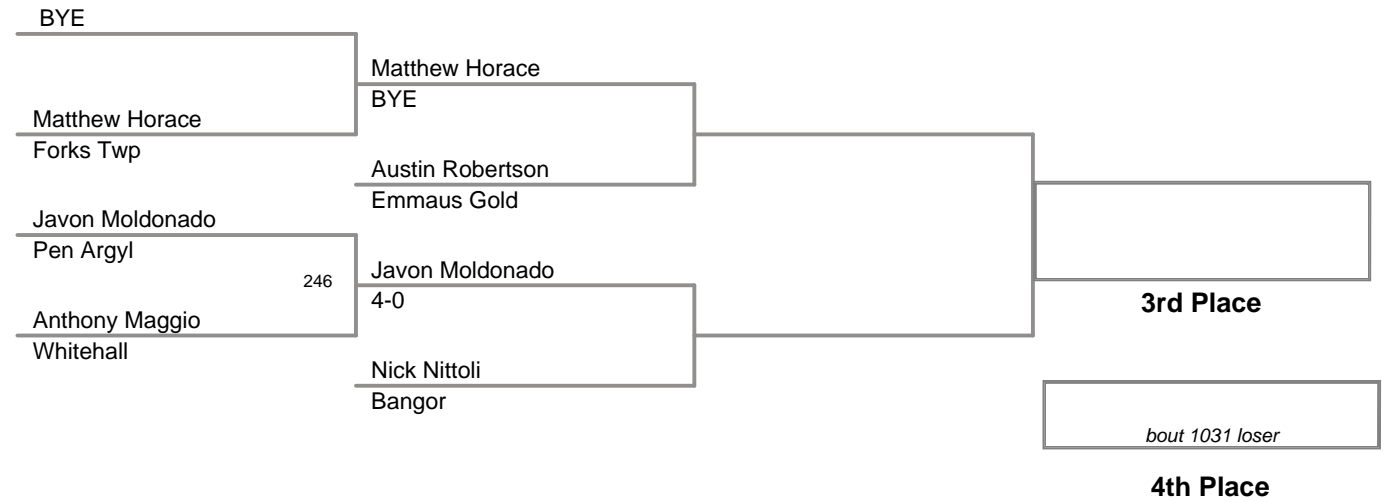 BYE
Matthew Horace
BYE
Matthew Horace
Forks Twp
Austin Robertson
Emmaus Gold
Javon Moldonado
Pen Argyl
246
Javon Moldonado
4-0
3rd Place
Anthony Maggio
Whitehall
Nick Nittoli
Bangor
bout 1031 loser
4th Place